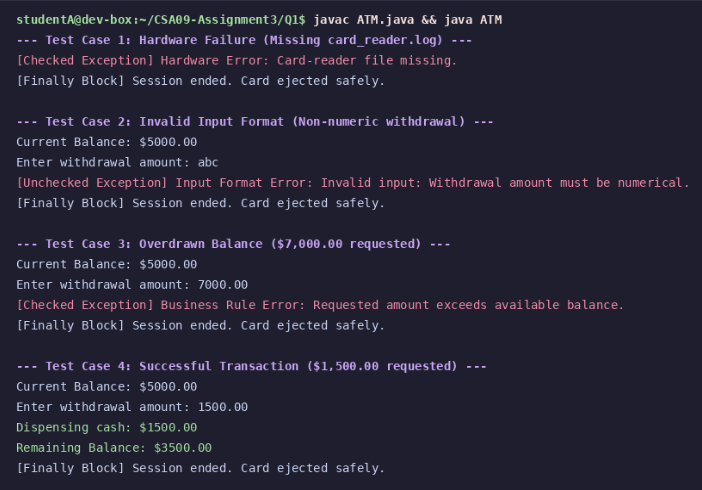 studentA@dev-box:~/CSA09-Assignment3/Q1$ javac ATM.java && java ATM
--- Test Case 1: Hardware Failure (Missing card_reader.log) ---
[Checked Exception] Hardware Error: Card-reader file missing.
[Finally Block] Session ended. Card ejected safely.
--- Test Case 2: Invalid Input Format (Non-numeric withdrawal) ---
Current Balance: $5000.00
Enter withdrawal amount: abc
[Unchecked Exception] Input Format Error: Invalid input: Withdrawal amount must be numerical.
[Finally Block] Session ended. Card ejected safely.
--- Test Case 3: Overdrawn Balance ($7,000.00 requested) ---
Current Balance: $5000.00
Enter withdrawal amount: 7000.00
[Checked Exception] Business Rule Error: Requested amount exceeds available balance.
[Finally Block] Session ended. Card ejected safely.
--- Test Case 4: Successful Transaction ($1,500.00 requested) ---
Current Balance: $5000.00
Enter withdrawal amount: 1500.00
Dispensing cash: $1500.00
Remaining Balance: $3500.00
[Finally Block] Session ended. Card ejected safely.